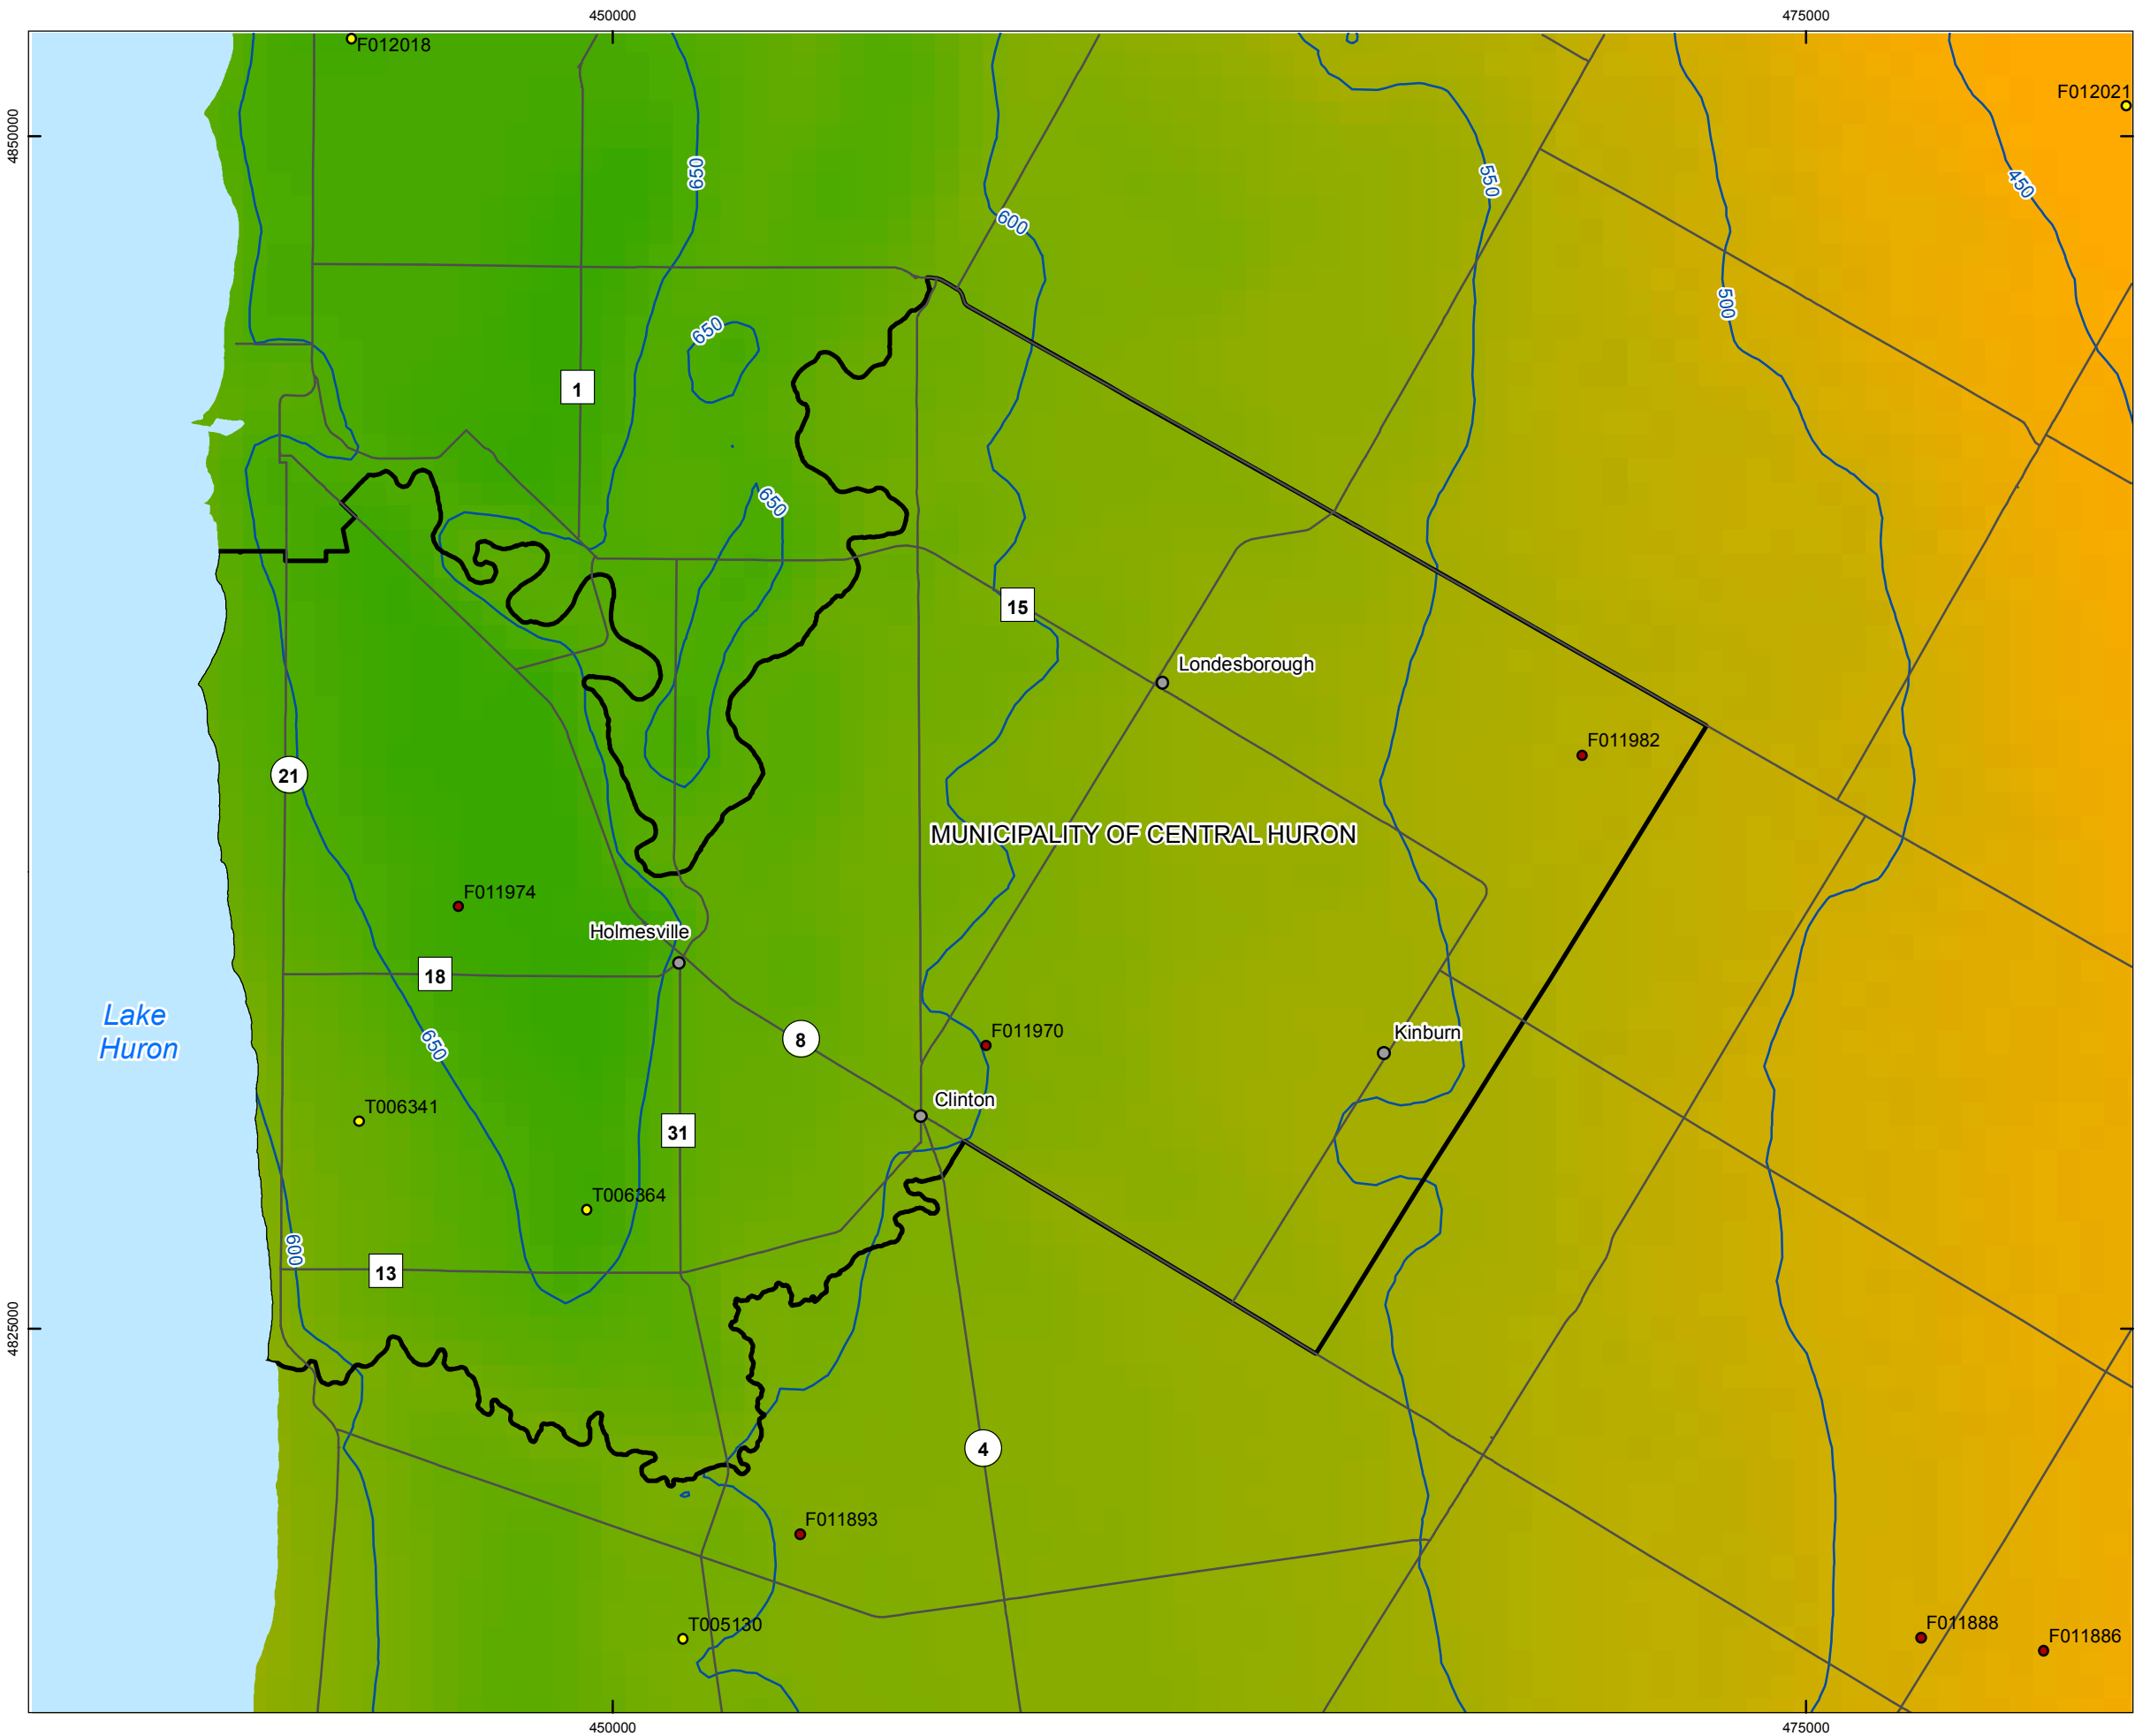 450000
475000
F012018
F012021
4850000
650
550
450
600
500
650
1
650
15
Londesborough
F011982
21
MUNICIPALITY OF CENTRAL HURON
F011974
Holmesville
18
Lake
Huron
650
8
F011970
Kinburn
Clinton
T006341
31
T006364
600
13
4825000
4
F011893
T005130
F011888
F011886
450000
475000